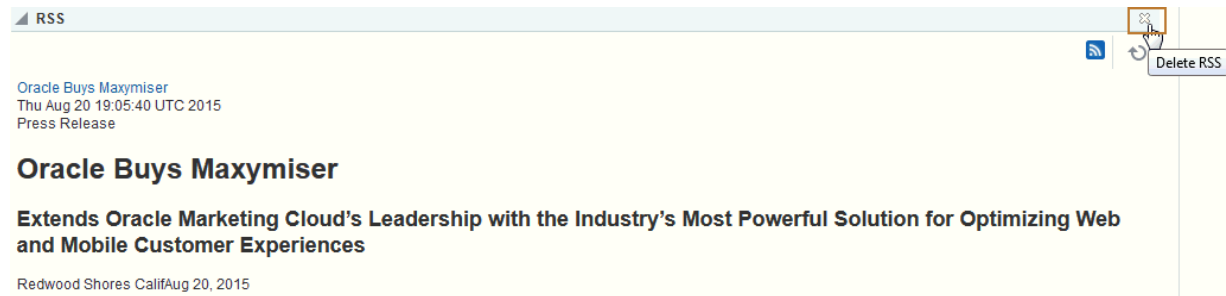 RSS
Delete RSS
Oracle Buys Maxymiser
Thu Aug 20 19:05:40 UTC 2015
Press Release
Oracle Buys Maxymiser
Extends Oracle Marketing Cloud’s Leadership with the Industry’s Most Powerful Solution for Optimizing Web
and Mobile Customer Experiences
Redwood Shores CalifAug 20, 2015